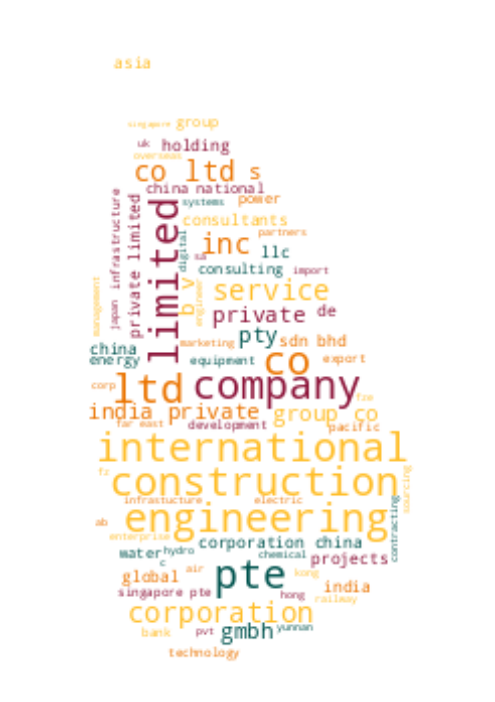 asia
singapore group
uk holding
overseas
co ltd s
china national
systems power
infrastructure
private limited
limited
consultants
partners
digital
inc
sa
llc
consulting import
japan
management
b v
engineer
service
private de
pty sdn bhd
marketing
china
energy
equipment
co export
corp
ltd company
fze
india private group co
far east development pacific
international
fz construction sourcing
infrastucture electric
ab engineering contracting
enterprise corporation china
water hydro chemical projects
c
global air pte kong india
singapore pte hong railway
corporation
bank pvt gmbh yunnan
technology